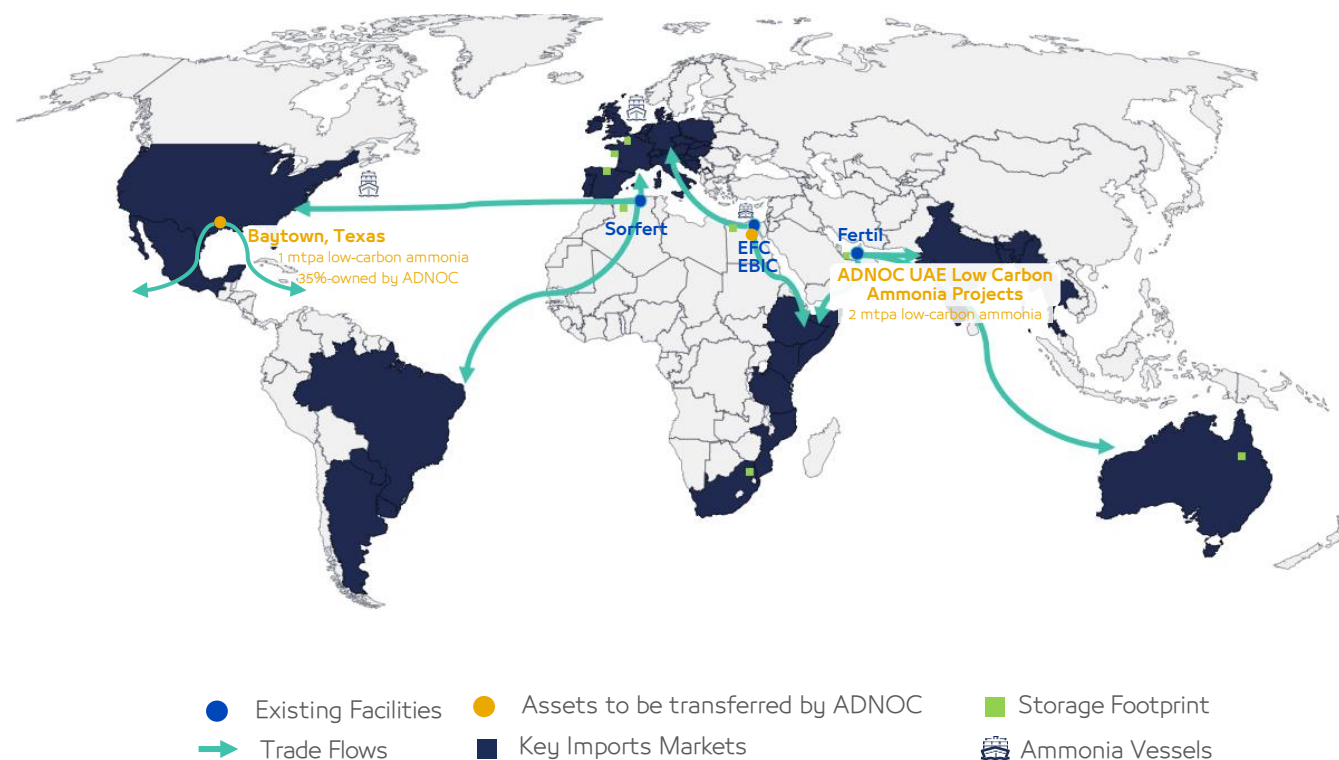 Sorfert
Baytown, Texas
1 mtpa low-carbon ammonia
35%-owned by ADNOC
EFC
EBIC
Fertil
ADNOC UAE Low Carbon
Ammonia Projects
2 mtpa low-carbon ammonia
Existing Facilities
Assets to be transferred by ADNOC
Storage Footprint
Trade Flows
Key Imports Markets
Ammonia Vessels